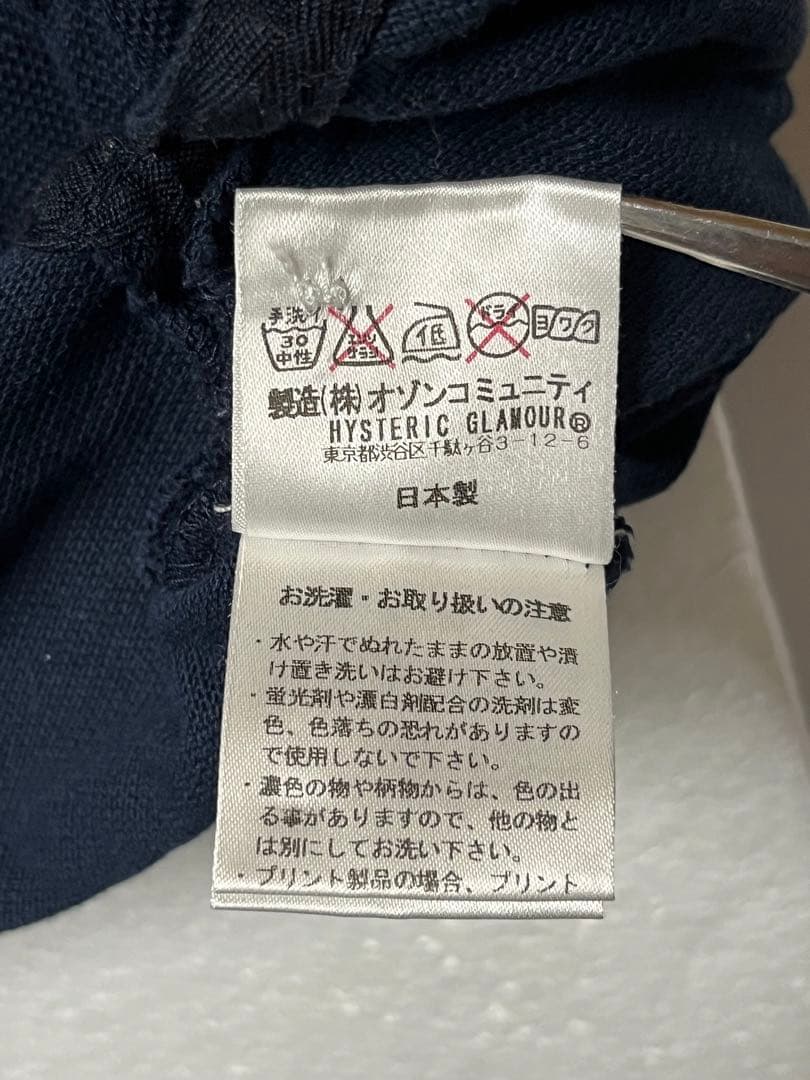 手洗イ
30
中性
エンソ
サラシ
低
ドライ
ヨワク
製造(株)オゾンコミュニティ
HYSTERIC GLAMOUR®
東京都渋谷区千駄ヶ谷3-12-6
日本製
お洗濯・お取り扱いの注意
・水や汗でぬれたままの放置や漬
け置き洗いはお避け下さい。
・蛍光剤や漂白剤配合の洗剤は変
色、色落ちの恐れがありますの
で使用しないで下さい。
・濃色の物や柄物からは、色の出
る事がありますので、他の物と
は別にしてお洗い下さい。
・プリント製品の場合、プリント